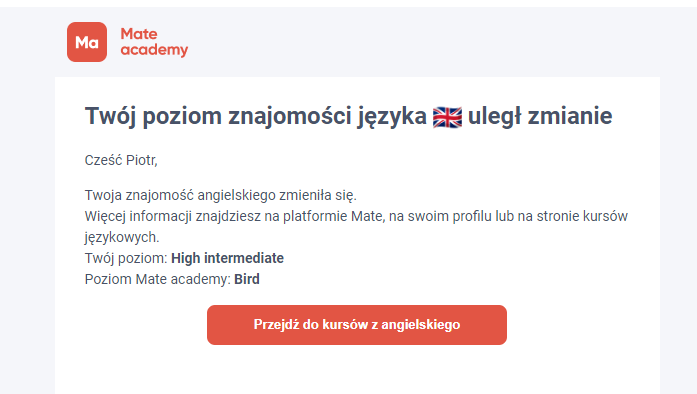 Ma
Mate
academy
Twój poziom znajomości języka 🇬🇧 uległ zmianie
Cześć Piotr,
Twoja znajomość angielskiego zmieniła się.
Więcej informacji znajdziesz na platformie Mate, na swoim profilu lub na stronie kursów
językowych.
Twój poziom: High intermediate
Poziom Mate academy: Bird
Przejdź do kursów z angielskiego